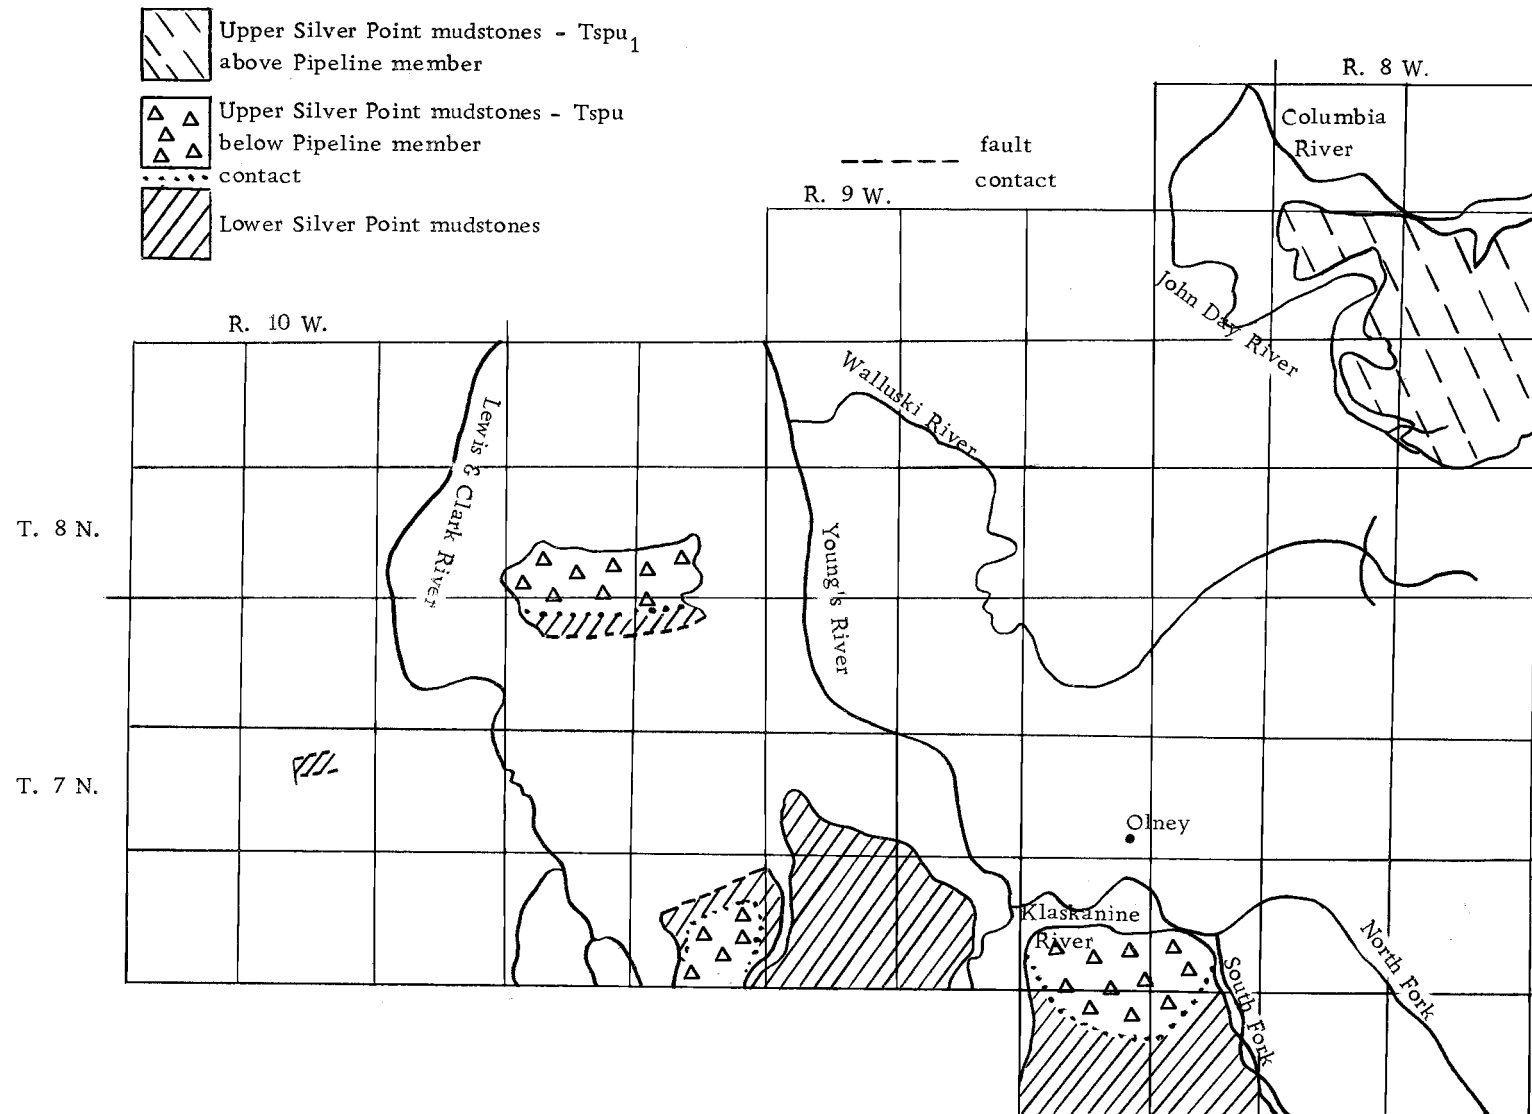 Upper Silver Point mudstones - Tspu1
above Pipeline member
Upper Silver Point mudstones - Tspu
below Pipeline member
contact
Lower Silver Point mudstones
fault
contact
R. 8 W.
Columbia
River
R. 9 W.
John Day River
R. 10 W.
Walluski River
Lewis & Clark River
T. 8 N.
Young's River
T. 7 N.
Olney
Klaskanine
River
South Fork
North Fork